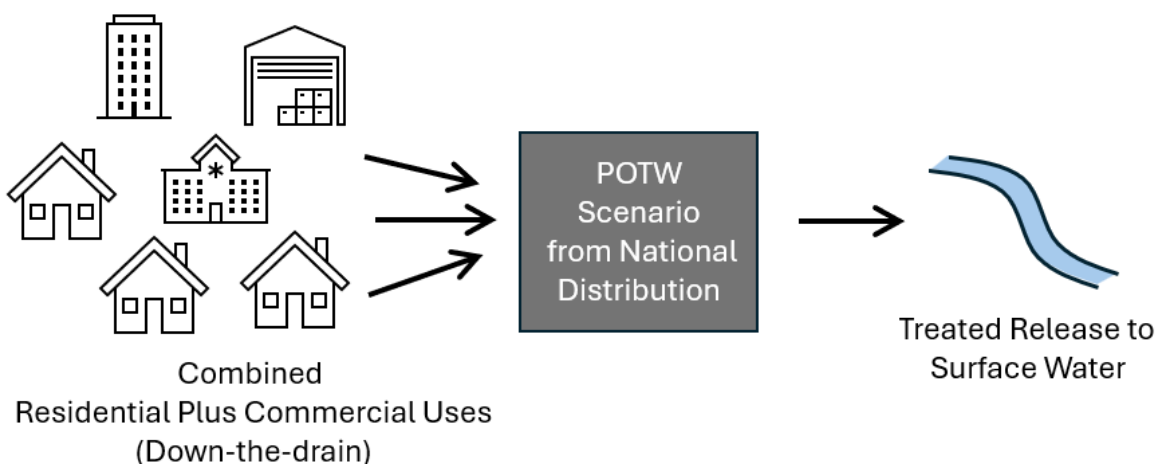 POTW
Scenario
from National
Distribution
Combined
Residential Plus Commercial Uses
(Down-the-drain)
Treated Release to
Surface Water